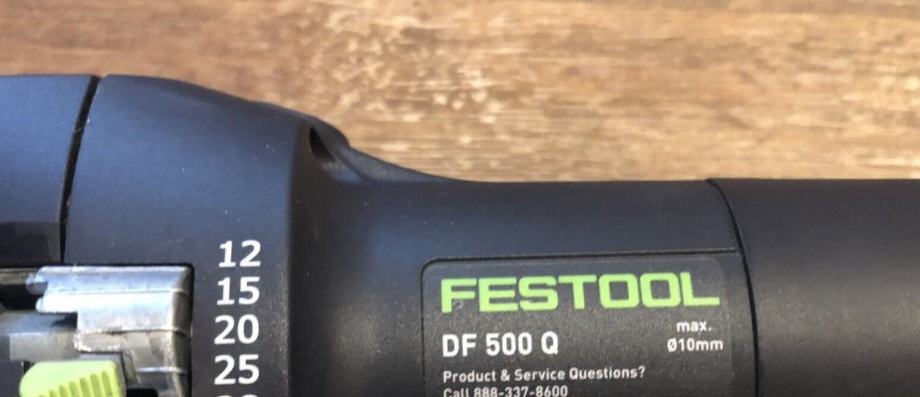 12
15
20
25
FESTOOL
DF 500 Q
max.
Ø10mm
Product & Service Questions?
Call 888-337-8600